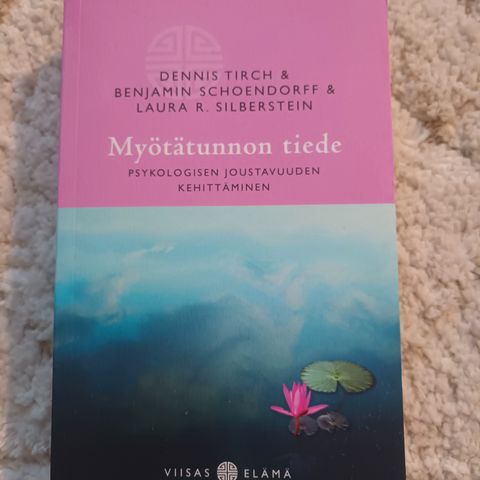 DENNIS TIRCH &
BENJAMIN SCHOENDORFF &
LAURA R. SILBERSTEIN
Myötätunnon tiede
PSYKOLOGISEN JOUSTAVUUDEN
KEHITTÄMINEN
VIISAS ELÄMÄ